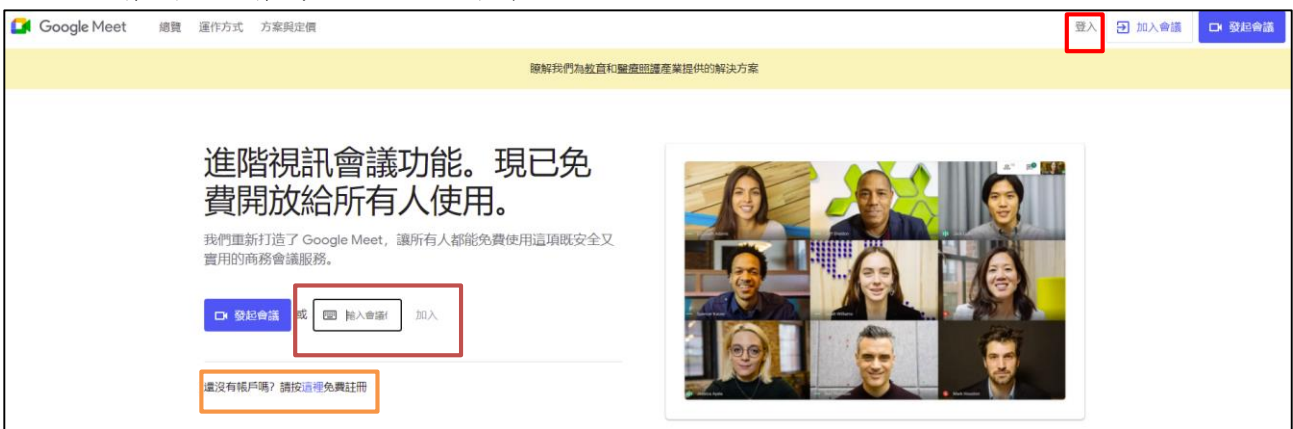 Google Meet 總覽 運作方式 方案與定價 登入 加入會議 發起會議
瞭解我們為教育和醫療照護產業提供的解決方案
進階視訊會議功能。現已免
費開放給所有人使用。
我們重新打造了 Google Meet，讓所有人都能免費使用這項既安全又
實用的商務會議服務。
發起會議 或 輸入會議 加入
還沒有帳戶嗎？請按這裡免費註冊